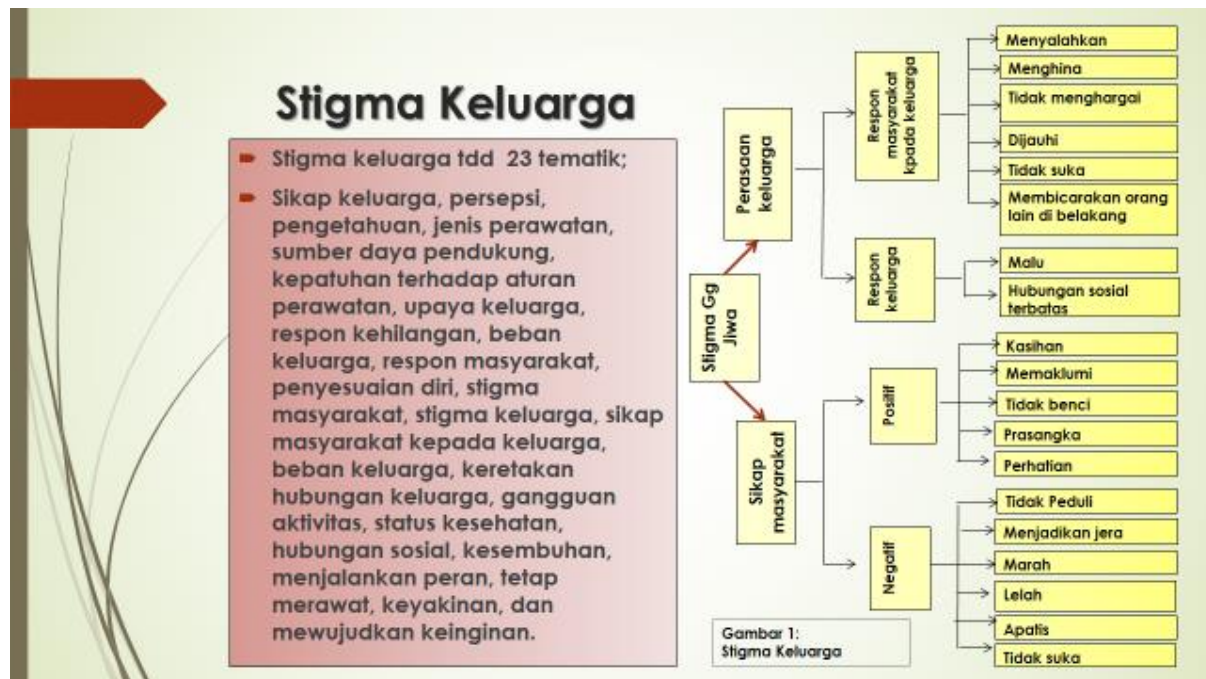 Stigma Keluarga
Stigma keluarga tdd 23 tematik;
Sikap keluarga, persepsi,
pengetahuan, jenis perawatan,
sumber daya pendukung,
kepatuhan terhadap aturan
perawatan, upaya keluarga,
respon kehilangan, beban
keluarga, respon masyarakat,
penyesuaian diri, stigma
masyarakat, stigma keluarga, sikap
masyarakat kepada keluarga,
beban keluarga, keretakan
hubungan keluarga, gangguan
aktivitas, status kesehatan,
hubungan sosial, kesembuhan,
menjalankan peran, tetap
merawat, keyakinan, dan
mewujudkan keinginan.
Stigma Gg
Jiwa
Perasaan
keluarga
Respon
masyarakat
kpada keluarga
Menyalahkan
Menghina
Tidak menghargai
Dijauhi
Tidak suka
Membicarakan orang
lain di belakang
Respon
keluarga
Malu
Hubungan sosial
terbatas
Sikap
masyarakat
Positif
Kasihan
Memaklumi
Tidak benci
Prasangka
Perhatian
Negatif
Tidak Peduli
Menjadikan jera
Marah
Lelah
Apatis
Tidak suka
Gambar 1:
Stigma Keluarga